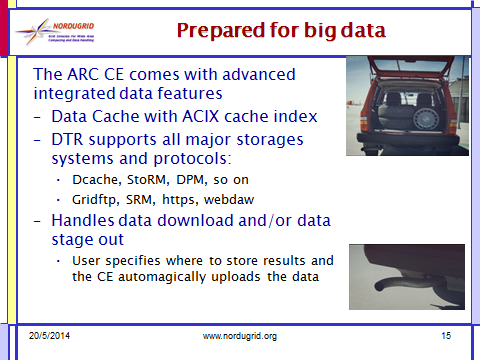 NORDUGRID
Grid Solution for Wide Area
Computing and Data Handling
Prepared for big data
The ARC CE comes with advanced
integrated data features
– Data Cache with ACIX cache index
– DTR supports all major storages
systems and protocols:
· Dcache, StoRM, DPM, so on
· Gridftp, SRM, https, webdaw
– Handles data download and/or data
stage out
· User specifies where to store results and
the CE automagically uploads the data
20/5/2014
www.nordugrid.org
15